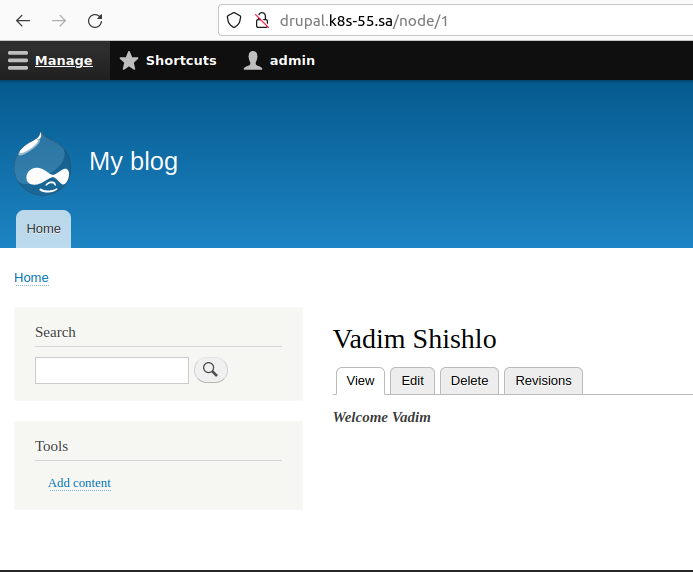 drupal.k8s-55.sa/node/1
Manage Shortcuts admin
My blog
Home
Home
Search
Tools
Add content
Vadim Shishlo
View Edit Delete Revisions
Welcome Vadim